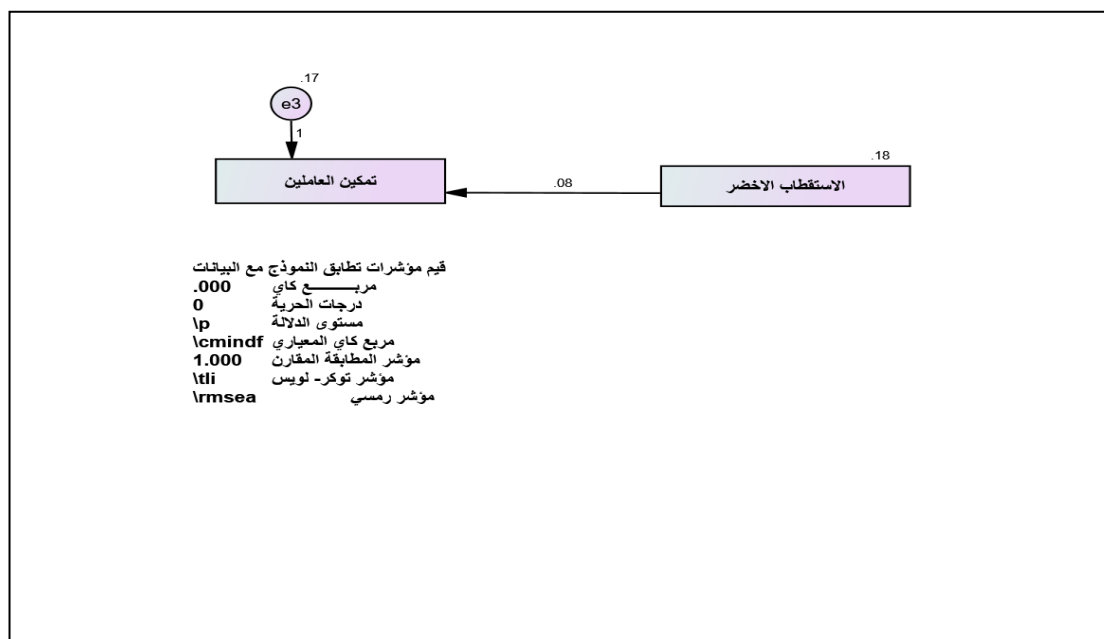 .17
e3
1
تمكين العاملين
.08
.18
الاستقطاب الاخضر
قيم مؤشرات تطابق النموذج مع البيانات
مربـــــــع كاي .000
درجات الحرية 0
مستوى الدلالة \p
مربع كاي المعياري \cmindf
مؤشر المطابقة المقارن 1.000
مؤشر توكر- لويس \tli
مؤشر رمسي \rmsea